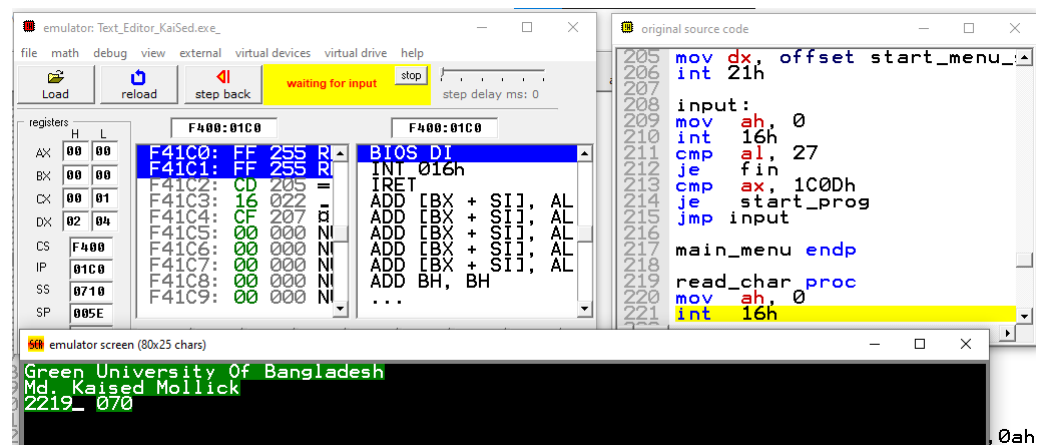 emulator: Text_Editor_KaiSed.exe_
file math debug view external virtual devices virtual drive help
Load reload step back waiting for input stop step delay ms: 0
registers
H L
F400:01C0 F400:01C0
AX 00 00
BX 00 00
CX 00 01
DX 02 04
CS F400
IP 01C0
SS 0710
SP 005E
F41C0: FF 255 R
F41C1: FF 255 R
F41C2: CD 205 =
F41C3: 16 022 _
F41C4: CF 207 ¤
F41C5: 00 000 NU
F41C6: 00 000 NU
F41C7: 00 000 NU
F41C8: 00 000 NU
F41C9: 00 000 NU
BIOS DI
INT 016h
IRET
ADD [BX + SI], AL
ADD [BX + SI], AL
ADD [BX + SI], AL
ADD [BX + SI], AL
ADD [BX + SI], AL
ADD BH, BH
...
original source code
205 mov dx, offset start_menu_
206 int 21h
207
208 input:
209 mov ah, 0
210 int 16h
211 cmp al, 27
212 je fin
213 cmp ax, 1C0Dh
214 je start_prog
215 jmp input
216
217 main_menu endp
218
219 read_char proc
220 mov ah, 0
221 int 16h
SCR emulator screen (80x25 chars)
Green University Of Bangladesh
Md. Kaised Mollick
2219_ 070
,0ah